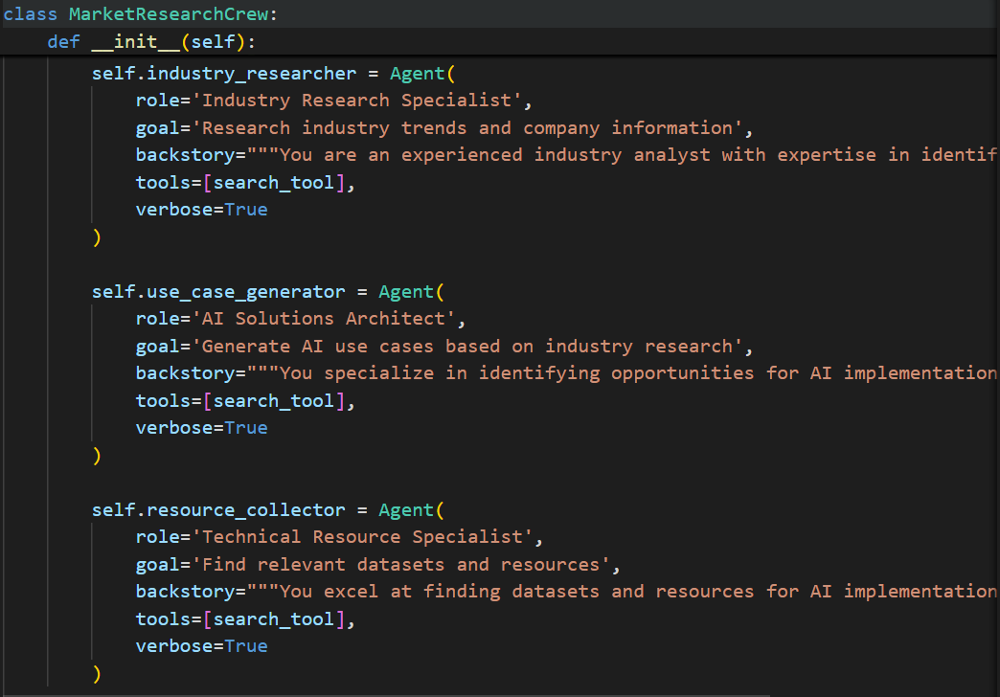 class MarketResearchCrew:
    def __init__(self):
        self.industry_researcher = Agent(
            role='Industry Research Specialist',
            goal='Research industry trends and company information',
            backstory="""You are an experienced industry analyst with expertise in identif
            tools=[search_tool],
            verbose=True
        )
        self.use_case_generator = Agent(
            role='AI Solutions Architect',
            goal='Generate AI use cases based on industry research',
            backstory="""You specialize in identifying opportunities for AI implementation
            tools=[search_tool],
            verbose=True
        )
        self.resource_collector = Agent(
            role='Technical Resource Specialist',
            goal='Find relevant datasets and resources',
            backstory="""You excel at finding datasets and resources for AI implementation
            tools=[search_tool],
            verbose=True
        )